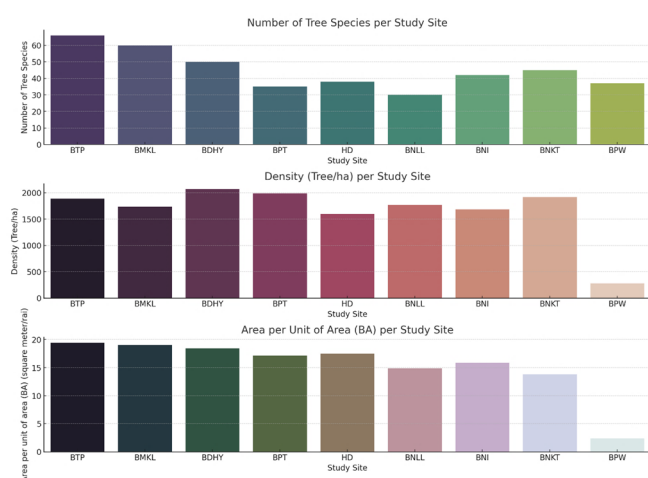 Number of Tree Species per Study Site
Number of Tree Species
60
50
40
30
20
10
0
BTP BMKL BDHY BPT HD BNLL BNI BNKT BPW
Study Site
Density (Tree/ha) per Study Site
Density (Tree/ha)
2000
1500
1000
500
0
BTP BMKL BDHY BPT HD BNLL BNI BNKT BPW
Study Site
Area per Unit of Area (BA) per Study Site
per unit of area (BA) (square meter/rai)
20
15
10
5
0
BTP BMKL BDHY BPT HD BNLL BNI BNKT BPW
Study Site